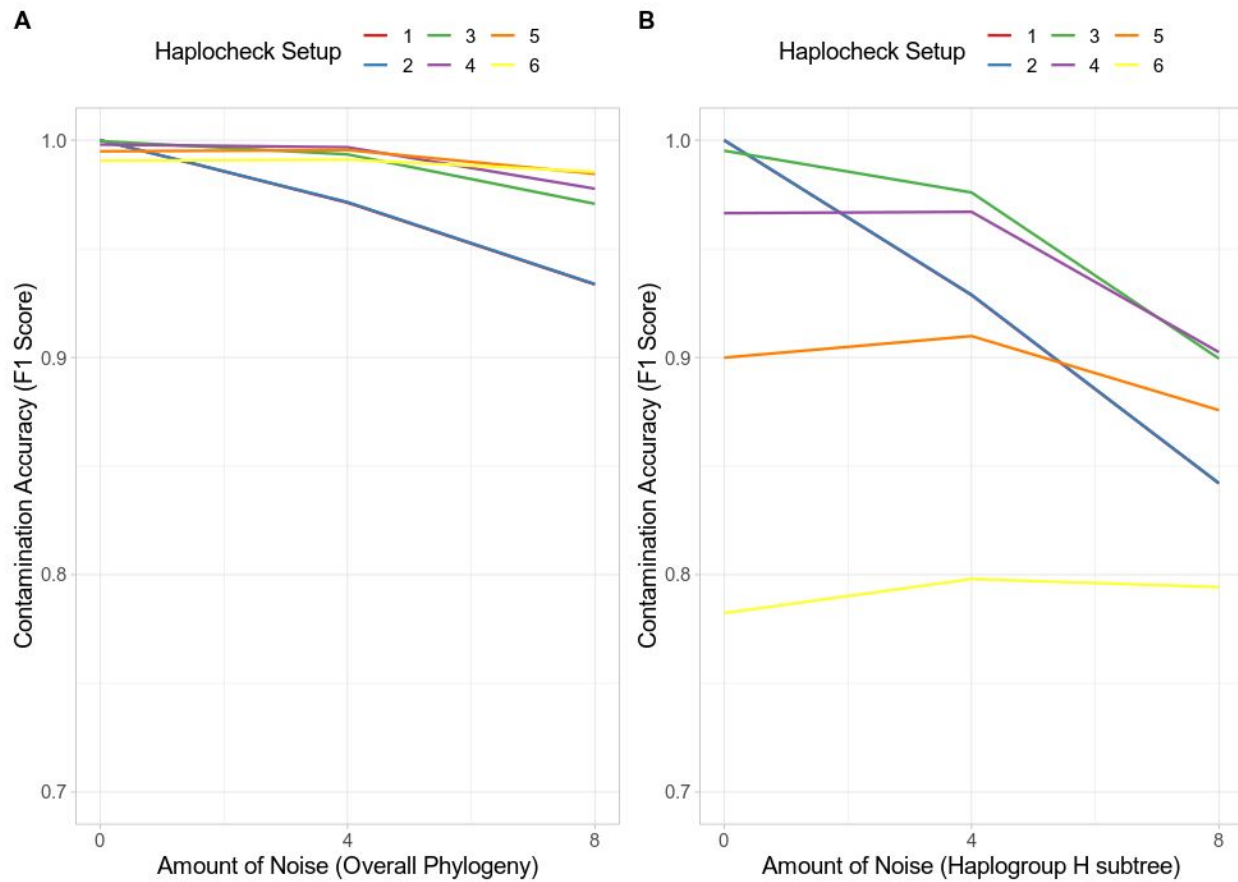 A
Haplocheck Setup
1 3 5
2 4 6
Contamination Accuracy (F1 Score)
1.0
0.9
0.8
0.7
0 4 8
Amount of Noise (Overall Phylogeny)
B
Haplocheck Setup
1 3 5
2 4 6
Contamination Accuracy (F1 Score)
1.0
0.9
0.8
0.7
0 4 8
Amount of Noise (Haplogroup H subtree)